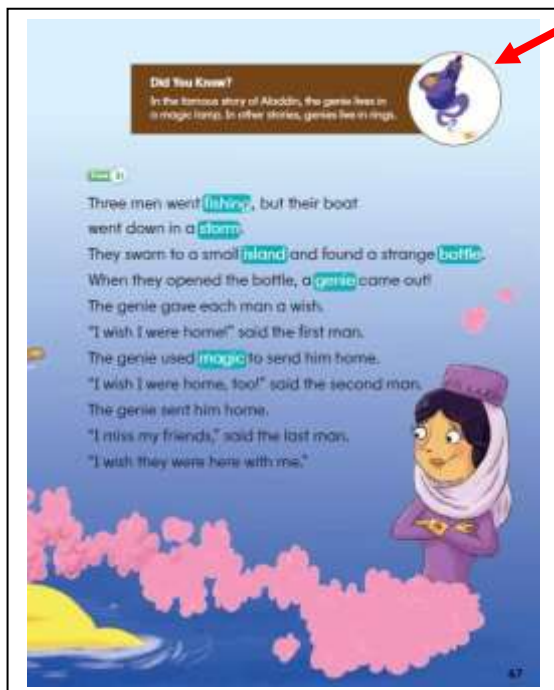 Did You Know?
In the famous story of Aladdin, the genie lives in
a magic lamp. In other stories, genies live in rings.
Three men went fishing, but their boat
went down in a storm.
They swam to a small island and found a strange bottle.
When they opened the bottle, a genie came out!
The genie gave each man a wish.
"I wish I were home!" said the first man.
The genie used magic to send him home.
"I wish I were home, too!" said the second man.
The genie sent him home.
"I miss my friends," said the last man.
"I wish they were here with me."
67